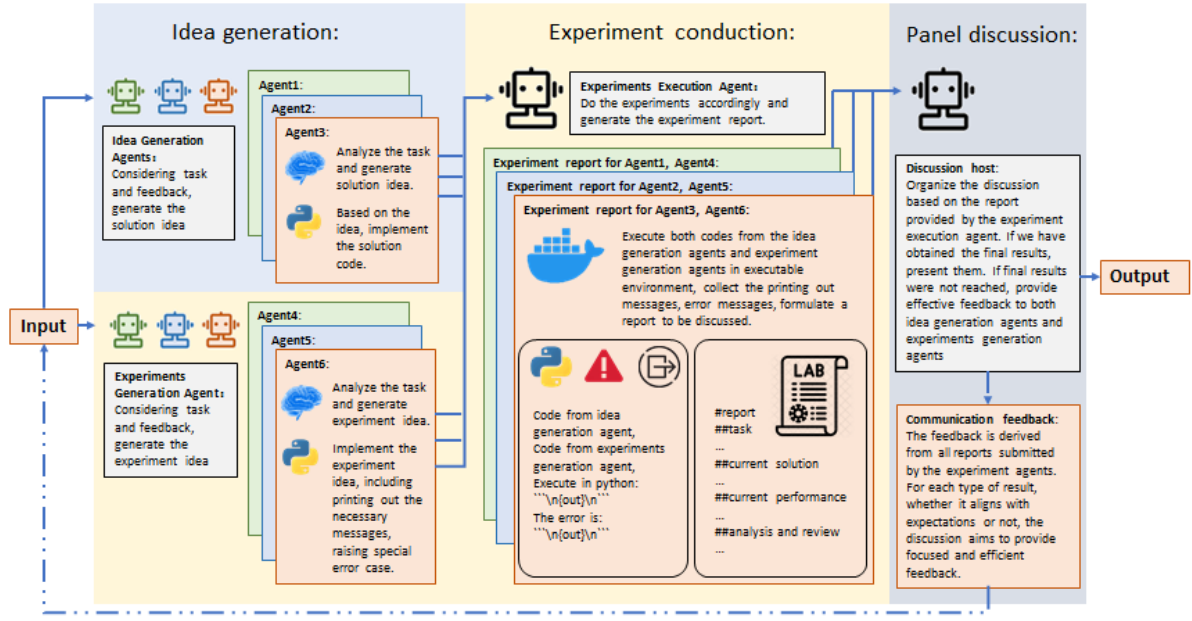 Idea generation:
Experiment conduction:
Panel discussion:
Idea Generation
Agents:
Considering task
and feedback,
generate the
solution idea
Agent1:
Agent2:
Agent3:
Analyze the task
and generate
solution idea.
Based on the
idea, implement
the solution
code.
Input
Experiments
Generation Agent:
Considering task
and feedback,
generate the
experiment idea
Agent4:
Agent5:
Agent6:
Analyze the task
and generate
experiment idea.
Implement the
experiment
idea, including
printing out the
necessary
messages,
raising special
error case.
Experiments Execution Agent:
Do the experiments accordingly and
generate the experiment report.
Experiment report for Agent1, Agent4:
Experiment report for Agent2, Agent5:
Experiment report for Agent3, Agent6:
Execute both codes from the idea
generation agents and experiment
generation agents in executable
environment, collect the printing out
messages, error messages, formulate a
report to be discussed.
Code from idea
generation agent,
Code from experiments
generation agent,
Execute in python:
```\n{out}\n```
The error is:
```\n{out}\n```
LAB
#report
##task
...
##current solution
...
##current performance
...
##analysis and review
...
Discussion host:
Organize the discussion
based on the report
provided by the experiment
execution agent. If we have
obtained the final results,
present them. If final results
were not reached, provide
effective feedback to both
idea generation agents and
experiments generation
agents
Output
Communication feedback:
The feedback is derived
from all reports submitted
by the experiment agents.
For each type of result,
whether it aligns with
expectations or not, the
discussion aims to provide
focused and efficient
feedback.